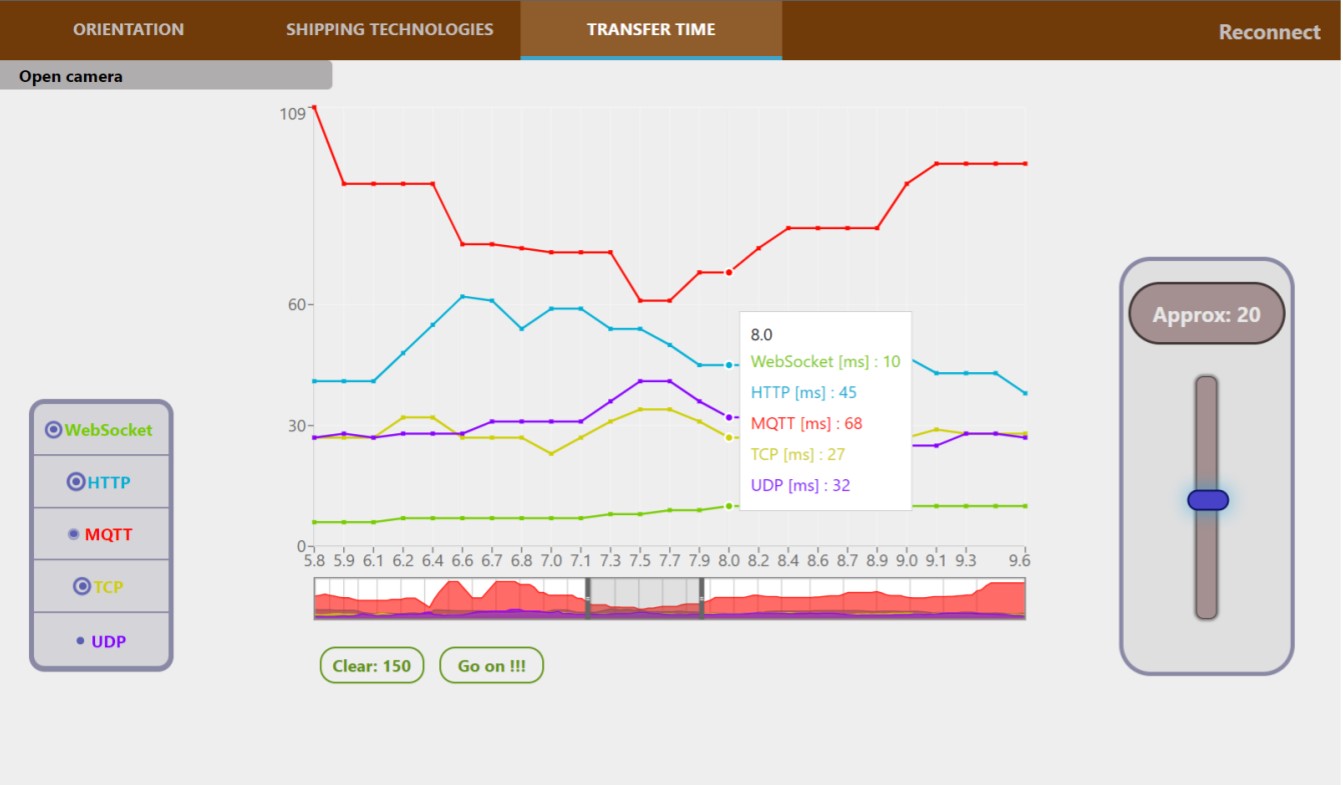 ORIENTATION SHIPPING TECHNOLOGIES TRANSFER TIME Reconnect
Open camera
109
60
30
0
5.8 5.9 6.1 6.2 6.4 6.6 6.7 6.8 7.0 7.1 7.3 7.5 7.7 7.9 8.0 8.2 8.4 8.6 8.7 8.9 9.0 9.1 9.3 9.6
8.0
WebSocket [ms] : 10
HTTP [ms] : 45
MQTT [ms] : 68
TCP [ms] : 27
UDP [ms] : 32
WebSocket
HTTP
MQTT
TCP
UDP
Approx: 20
Clear: 150
Go on !!!